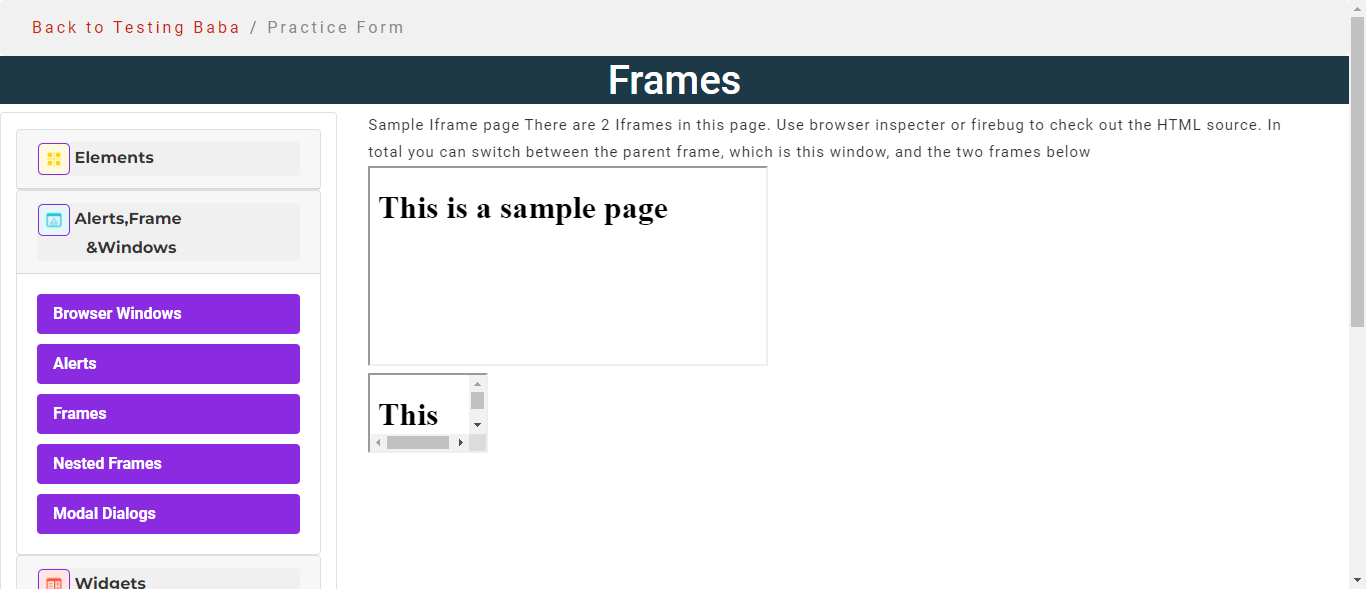 Back to Testing Baba / Practice Form
Frames
Elements
Alerts,Frame
&Windows
Browser Windows
Alerts
Frames
Nested Frames
Modal Dialogs
Widgets
Sample Iframe page There are 2 Iframes in this page. Use browser inspecter or firebug to check out the HTML source. In
total you can switch between the parent frame, which is this window, and the two frames below
This is a sample page
This